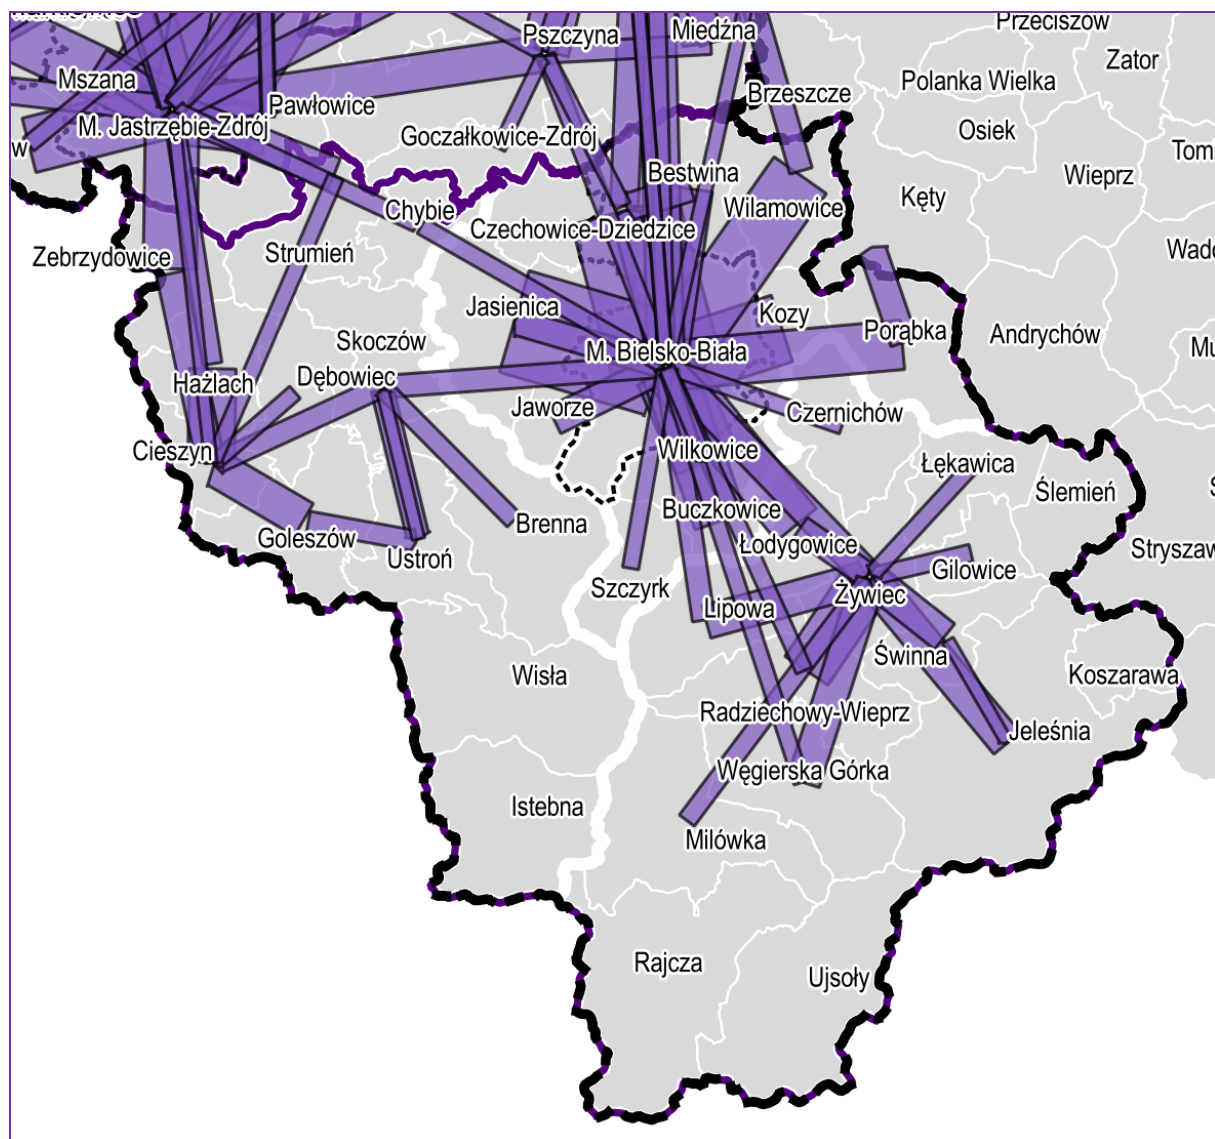 Przeciszów
Pszczyna
Miedźna
Zator
Mszana
Polanka Wielka
Brzeszcze
Pawłowice
M. Jastrzębie-Zdrój
Goczałkowice-Zdrój
Osiek
w
Tom
Bestwina
Wieprz
Kęty
Chybie
Wilamowice
Czechowice-Dziedzice
Zebrzydowice
Strumień
Wado
Jasienica
Kozy
Porąbka
Andrychów
Skoczów
M. Bielsko-Biała
Mu
Hażlach
Dębowiec
Jaworze
Czernichów
Cieszyn
Wilkowice
Łękawica
Ślemień
Buczkowice
Brenna
Goleszów
Łodygowice
Stryszaw
Ustroń
Gilowice
Szczyrk
Żywiec
Lipowa
Świnna
Wisła
Koszarawa
Radziechowy-Wieprz
Jeleśnia
Węgierska Górka
Istebna
Milówka
Rajcza
Ujsoły